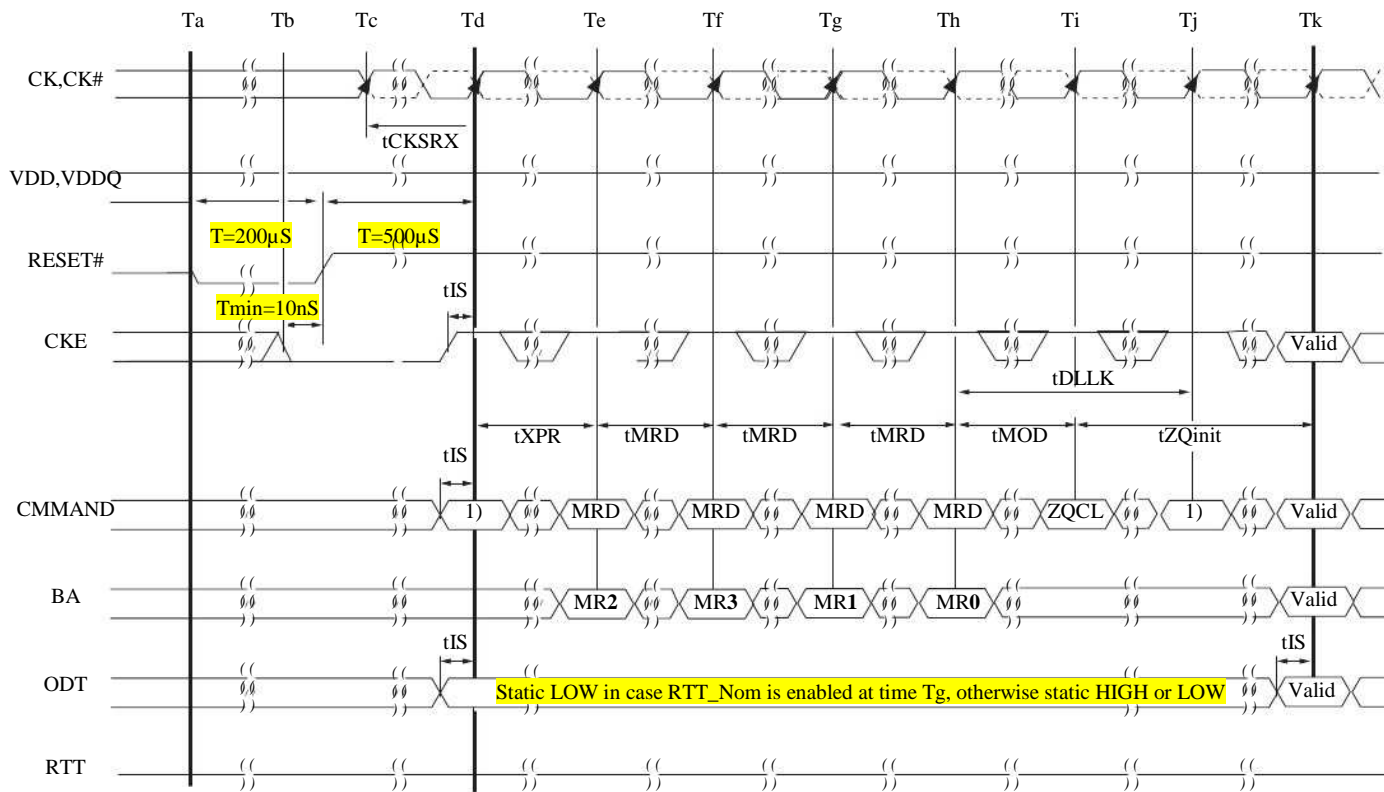 Ta Tb Tc Td Te Tf Tg Th Ti Tj Tk
CK,CK#
tCKSRX
VDD,VDDQ
T=200µS T=500µS
RESET#
Tmin=10nS tIS
CKE Valid
tDLLK
tXPR tMRD tMRD tMRD tMOD tZQinit
tIS
CMMAND 1) MRD MRD MRD MRD ZQCL 1) Valid
BA MR2 MR3 MR1 MR0 Valid
tIS tIS
ODT Static LOW in case RTT_Nom is enabled at time Tg, otherwise static HIGH or LOW Valid
RTT